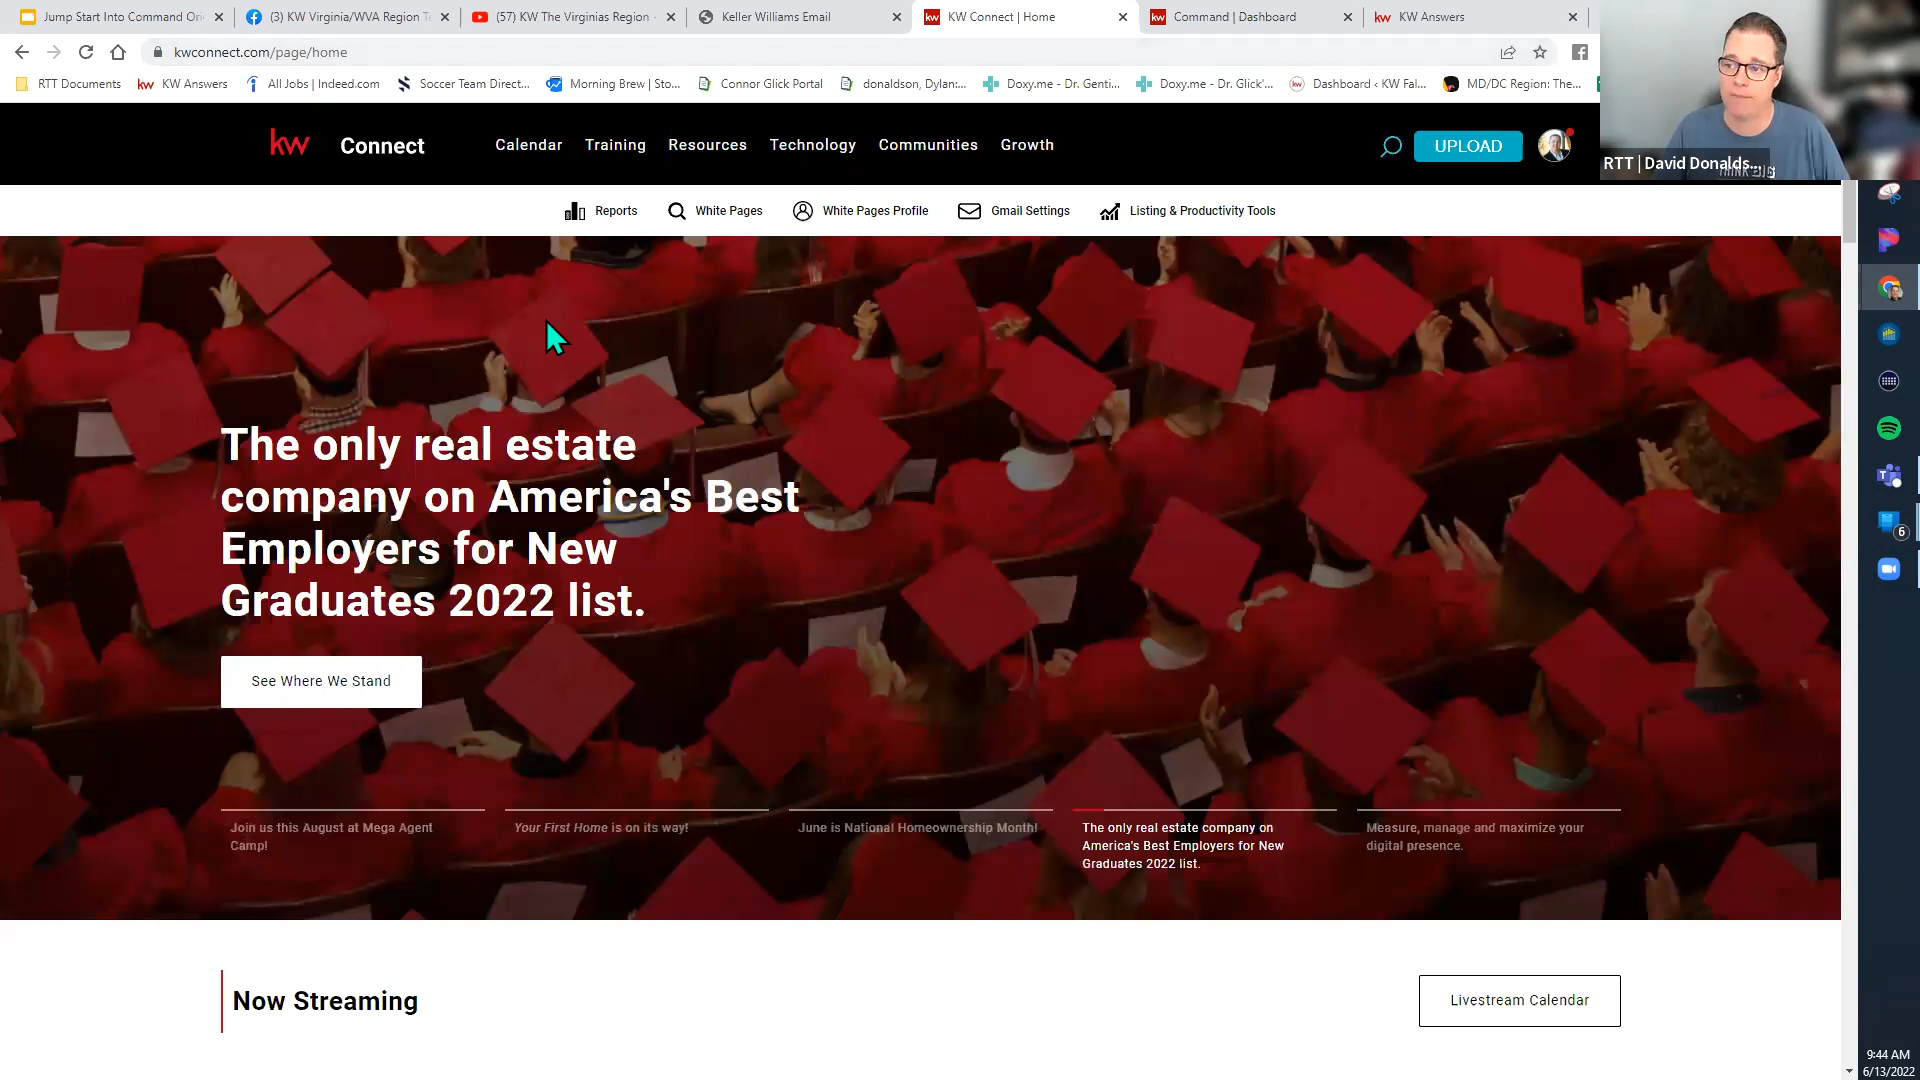 Jump Start Into Command Ori
(3) KW Virginia/WVA Region T
(57) KW The Virginias Region -
Keller Williams Email
KW Connect | Home
Command | Dashboard
KW Answers
kwconnect.com/page/home
RTT Documents
KW Answers
All Jobs | Indeed.com
Soccer Team Direct...
Morning Brew | Sto...
Connor Glick Portal
donaldson, Dylan:...
Doxy.me - Dr. Genti...
Doxy.me - Dr. Glick'...
Dashboard ‹ KW Fal...
MD/DC Region: The...
kw Connect
Calendar
Training
Resources
Technology
Communities
Growth
UPLOAD
RTT | David Donalds...
THINK BIG
Reports
White Pages
White Pages Profile
Gmail Settings
Listing & Productivity Tools
The only real estate
company on America's Best
Employers for New
Graduates 2022 list.
See Where We Stand
Join us this August at Mega Agent
Camp!
Your First Home is on its way!
June is National Homeownership Month!
The only real estate company on
America's Best Employers for New
Graduates 2022 list.
Measure, manage and maximize your
digital presence.
Now Streaming
Livestream Calendar
6
9:44 AM
6/13/2022